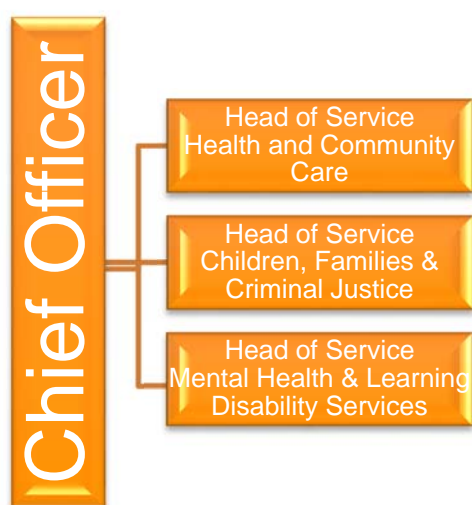 Chief Officer
Head of Service
Health and Community
Care
Head of Service
Children, Families &
Criminal Justice
Head of Service
Mental Health & Learning
Disability Services